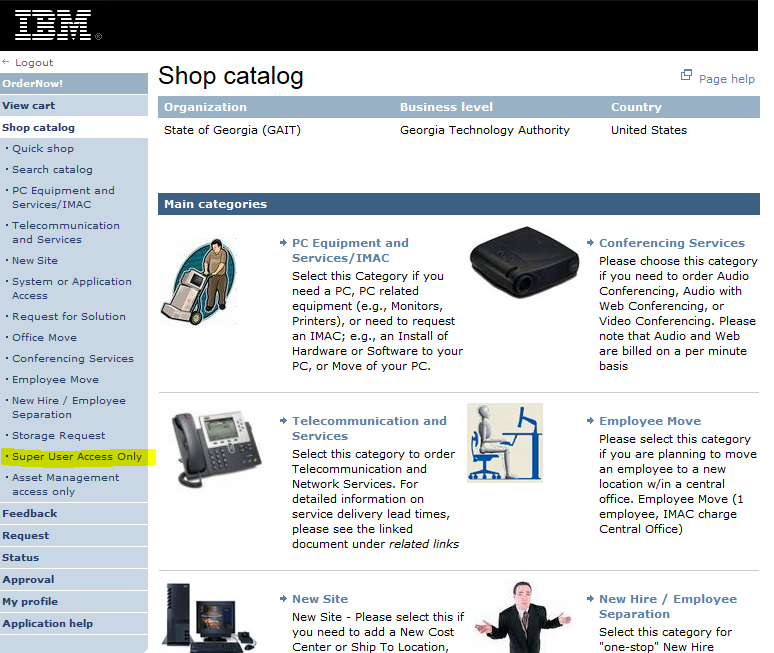 IBM®
← Logout
OrderNow!
View cart
Shop catalog
· Quick shop
· Search catalog
· PC Equipment and
Services/IMAC
· Telecommunication
and Services
· New Site
· System or Application
Access
· Request for Solution
· Office Move
· Conferencing Services
· Employee Move
· New Hire / Employee
Separation
· Storage Request
· Super User Access Only
· Asset Management
access only
Feedback
Request
Status
Approval
My profile
Application help
Shop catalog
Page help
Organization Business level Country
State of Georgia (GAIT) Georgia Technology Authority United States
Main categories
PC Equipment and
Services/IMAC
Select this Category if you
need a PC, PC related
equipment (e.g., Monitors,
Printers), or need to request
an IMAC; e.g., an Install of
Hardware or Software to your
PC, or Move of your PC.
Conferencing Services
Please choose this category
if you need to order Audio
Conferencing, Audio with
Web Conferencing, or
Video Conferencing. Please
note that Audio and Web
are billed on a per minute
basis
Telecommunication and
Services
Select this category to order
Telecommunication and
Network Services. For
detailed information on
service delivery lead times,
please see the linked
document under related links
Employee Move
Please select this category
if you are planning to move
an employee to a new
location w/in a central
office. Employee Move (1
employee, IMAC charge
Central Office)
New Site
New Site - Please select this if
you need to add a New Cost
Center or Ship To Location,
New Hire / Employee
Separation
Select this category for
"one-stop" New Hire